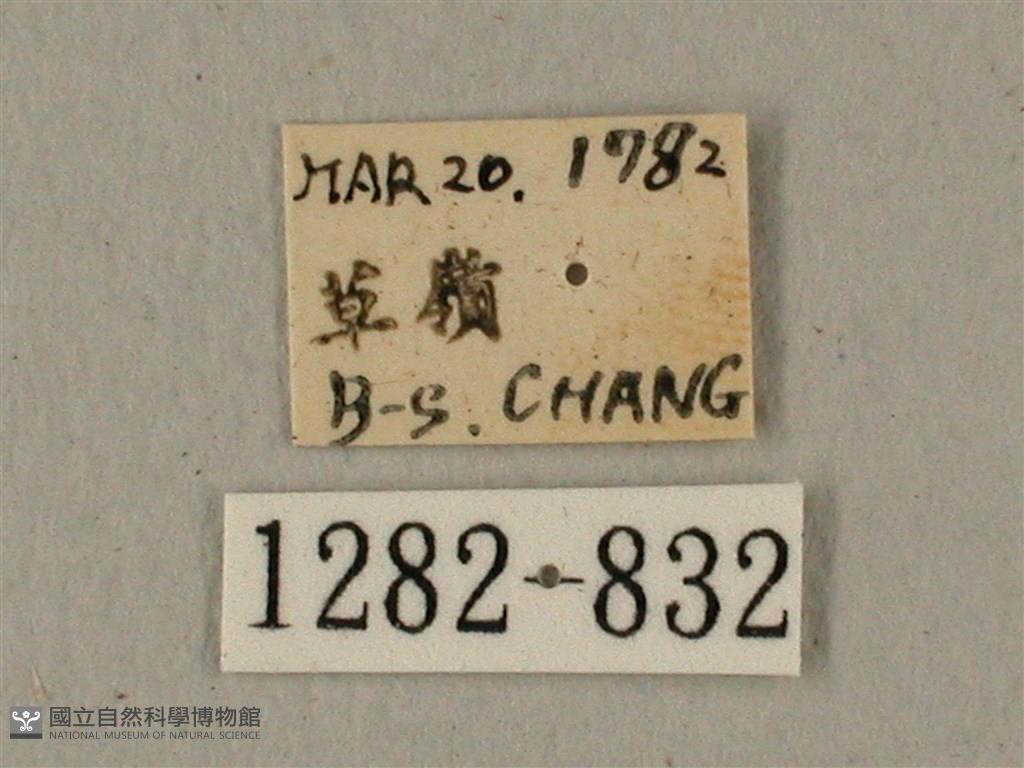 MAR 20. 1982
草嶺
B-S. CHANG
1282-832
國立自然科學博物館
NATIONAL MUSEUM OF NATURAL SCIENCE